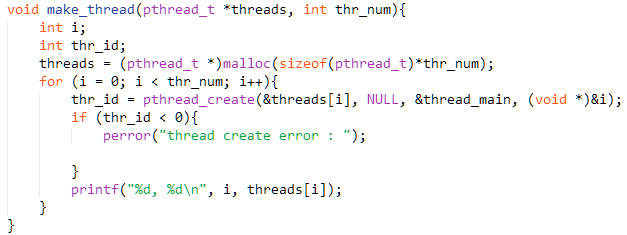 void make_thread(pthread_t *threads, int thr_num){
    int i;
    int thr_id;
    threads = (pthread_t *)malloc(sizeof(pthread_t)*thr_num);
    for (i = 0; i < thr_num; i++){
        thr_id = pthread_create(&threads[i], NULL, &thread_main, (void *)&i);
        if (thr_id < 0){
            perror("thread create error : ");

        }
        printf("%d, %d\n", i, threads[i]);
    }
}